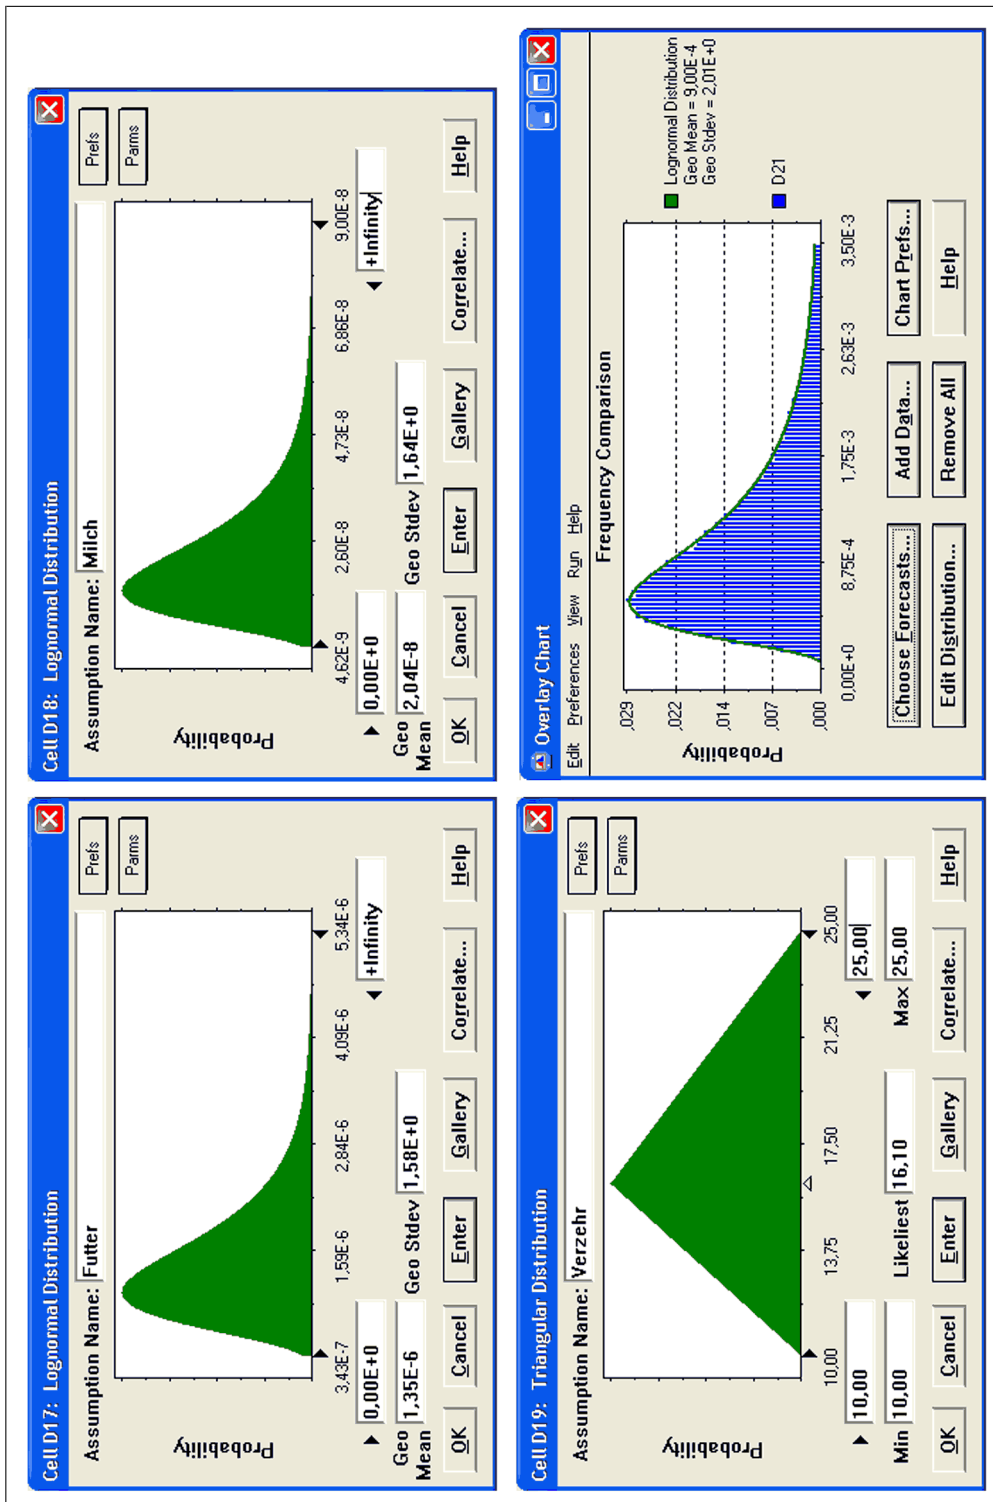 Cell D17: Lognormal Distribution
Assumption Name: Futter
Prefs
Parms
Probability
3,43E-7 1,59E-6 2,84E-6 4,09E-6 5,34E-6
0,00E+0 +Infinity
Geo Mean 1,35E-6 Geo Stdev 1,58E+0
OK Cancel Enter Gallery Correlate... Help
Cell D18: Lognormal Distribution
Assumption Name: Milch
Prefs
Parms
Probability
4,62E-9 2,60E-8 4,73E-8 6,86E-8 9,00E-8
0,00E+0 +Infinity
Geo Mean 2,04E-8 Geo Stdev 1,64E+0
OK Cancel Enter Gallery Correlate... Help
Cell D19: Triangular Distribution
Assumption Name: Verzehr
Prefs
Parms
Probability
10,00 13,75 17,50 21,25 25,00
10,00 25,00
Min 10,00 Likeliest 16,10 Max 25,00
OK Cancel Enter Gallery Correlate... Help
Overlay Chart
Edit Preferences View Run Help
Frequency Comparison
Probability
,029
,022
,014
,007
,000
0,00E+0 8,75E-4 1,75E-3 2,63E-3 3,50E-3
Lognormal Distribution
Geo Mean = 9,00E-4
Geo Stdev = 2,01E+0
D21
Choose Forecasts... Add Data... Chart Prefs...
Edit Distribution... Remove All Help